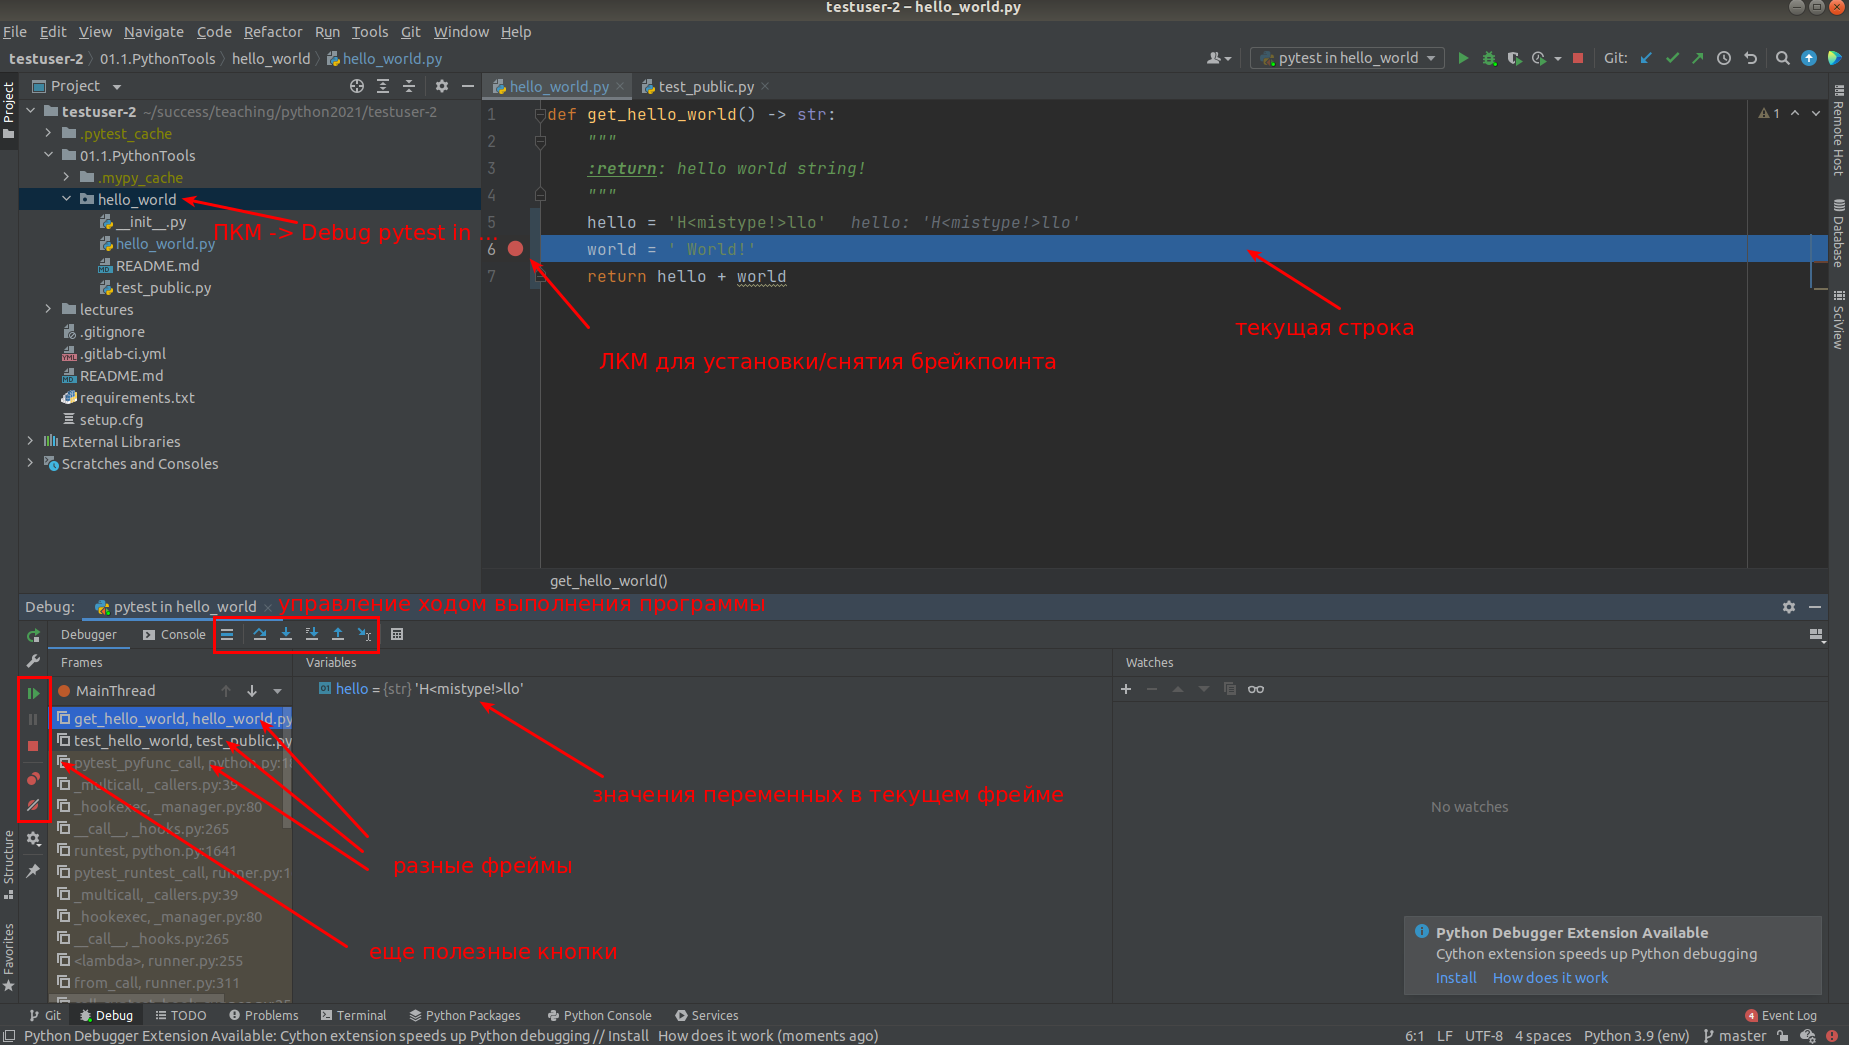 testuser-2 – hello_world.py
File Edit View Navigate Code Refactor Run Tools Git Window Help
testuser-2 01.1.PythonTools hello_world hello_world.py
pytest in hello_world Git:
Project
hello_world.py test_public.py
testuser-2 ~/success/teaching/python2021/testuser-2
.pytest_cache
01.1.PythonTools
.mypy_cache
hello_world
__init__.py
hello_world.py
README.md
test_public.py
lectures
.gitignore
.gitlab-ci.yml
README.md
requirements.txt
setup.cfg
External Libraries
Scratches and Consoles
ПКМ -> Debug pytest in ...
1 def get_hello_world() -> str:
2 """
3 :return: hello world string!
4 """
5 hello = 'H<mistype!>llo' hello: 'H<mistype!>llo'
6 world = ' World!'
7 return hello + world
1
текущая строка
ЛКМ для установки/снятия брейкпоинта
get_hello_world()
Project
Remote Host
Database
SciView
Debug: pytest in hello_world
управление ходом выполнения программы
Debugger Console
Frames Variables Watches
MainThread
get_hello_world, hello_world.py
test_hello_world, test_public.py
pytest_pyfunc_call, python.py:18
_multicall, _callers.py:39
_hookexec, _manager.py:80
__call__, _hooks.py:265
runtest, python.py:1641
pytest_runtest_call, runner.py:1
_multicall, _callers.py:39
_hookexec, _manager.py:80
__call__, _hooks.py:265
<lambda>, runner.py:255
from_call, runner.py:311
hello = {str} 'H<mistype!>llo'
значения переменных в текущем фрейме
разные фреймы
еще полезные кнопки
No watches
Structure
Favorites
Python Debugger Extension Available
Cython extension speeds up Python debugging
Install How does it work
Git Debug TODO Problems Terminal Python Packages Python Console Services 4 Event Log
Python Debugger Extension Available: Cython extension speeds up Python debugging // Install How does it work (moments ago) 6:1 LF UTF-8 4 spaces Python 3.9 (env) master